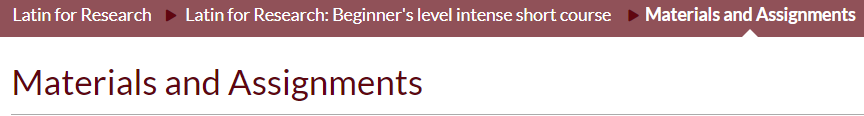 Latin for Research Latin for Research: Beginner's level intense short course Materials and Assignments
Materials and Assignments